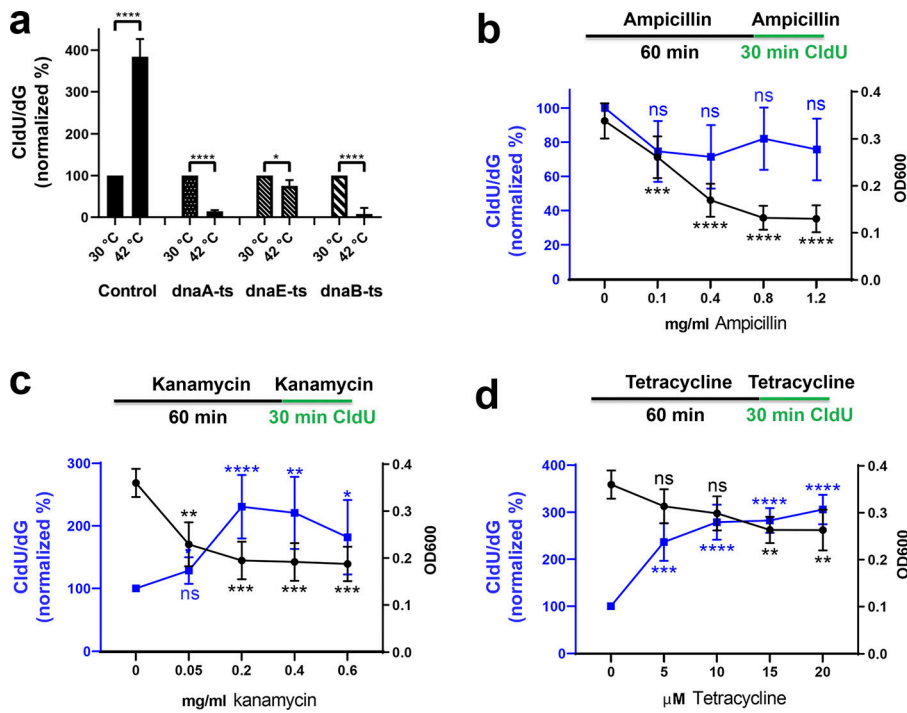 a
CldU/dG
(normalized %)
400
300
200
100
0
****
****
*
****
30 °C
42 °C
30 °C
42 °C
30 °C
42 °C
30 °C
42 °C
Control
dnaA-ts
dnaE-ts
dnaB-ts
b
Ampicillin
Ampicillin
60 min
30 min CldU
CldU/dG
(normalized %)
100
80
60
40
20
0
ns
ns
ns
ns
***
****
****
****
0.4
0.3
0.2
0.1
0.0
OD600
0
0.1
0.4
0.8
1.2
mg/ml Ampicillin
c
Kanamycin
Kanamycin
60 min
30 min CldU
CldU/dG
(normalized %)
300
200
100
0
**
****
**
*
ns
***
***
***
0.4
0.3
0.2
0.1
0.0
OD600
0
0.05
0.2
0.4
0.6
mg/ml kanamycin
d
Tetracycline
Tetracycline
60 min
30 min CldU
CldU/dG
(normalized %)
400
300
200
100
0
ns
ns
****
****
***
****
**
**
0.4
0.3
0.2
0.1
0.0
OD600
0
5
10
15
20
μM Tetracycline